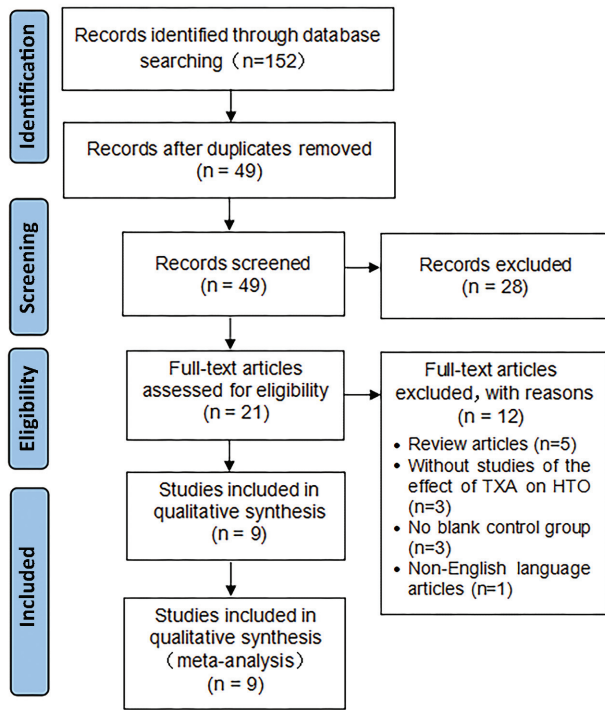 Identification
Records identified through database
searching（n=152）
Records after duplicates removed
(n = 49)
Screening
Records screened
(n = 49)
Records excluded
(n = 28)
Eligibility
Full-text articles
assessed for eligibility
(n = 21)
Full-text articles
excluded, with reasons
(n = 12)
• Review articles (n=5)
• Without studies of the
effect of TXA on HTO
(n=3)
• No blank control group
(n=3)
• Non-English language
articles (n=1)
Included
Studies included in
qualitative synthesis
(n = 9)
Studies included in
qualitative synthesis
（meta-analysis）
(n = 9)